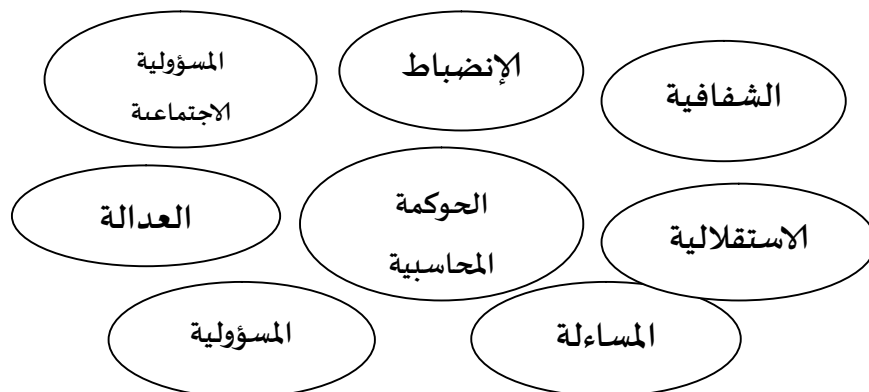 الشفافية
الإنضباط
المسؤولية
الاجتماعية
الاستقلالية
الحوكمة
المحاسبية
العدالة
المساءلة
المسؤولية